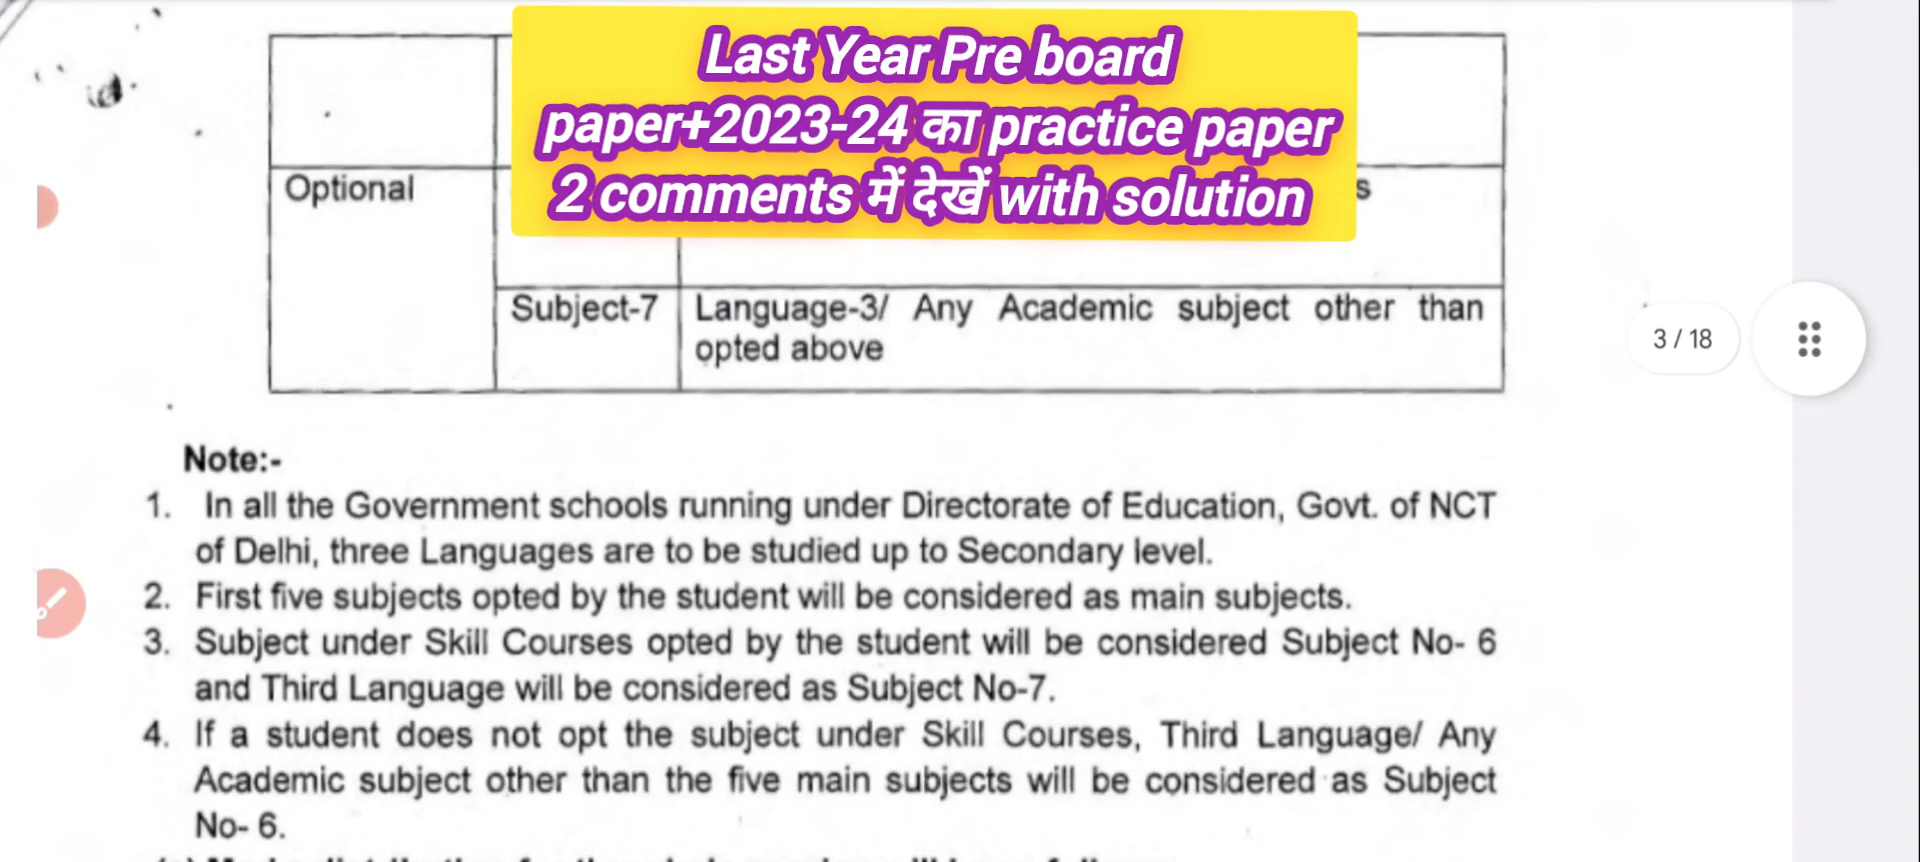 Last Year Pre board
paper+2023-24 का practice paper
2 comments में देखें with solution
Optional
s
Subject-7
Language-3/ Any Academic subject other than
opted above
3 / 18
Note:-
1. In all the Government schools running under Directorate of Education, Govt. of NCT
of Delhi, three Languages are to be studied up to Secondary level.
2. First five subjects opted by the student will be considered as main subjects.
3. Subject under Skill Courses opted by the student will be considered Subject No- 6
and Third Language will be considered as Subject No-7.
4. If a student does not opt the subject under Skill Courses, Third Language/ Any
Academic subject other than the five main subjects will be considered as Subject
No- 6.